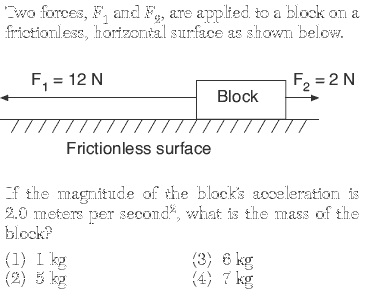 Two forces, F₁ and F₂, are applied to a block on a
frictionless, horizontal surface as shown below.
F₁ = 12 N
Block
F₂ = 2 N
Frictionless surface
If the magnitude of the block's acceleration is
2.0 meters per second², what is the mass of the
block?
(1) 1 kg
(3) 6 kg
(2) 5 kg
(4) 7 kg